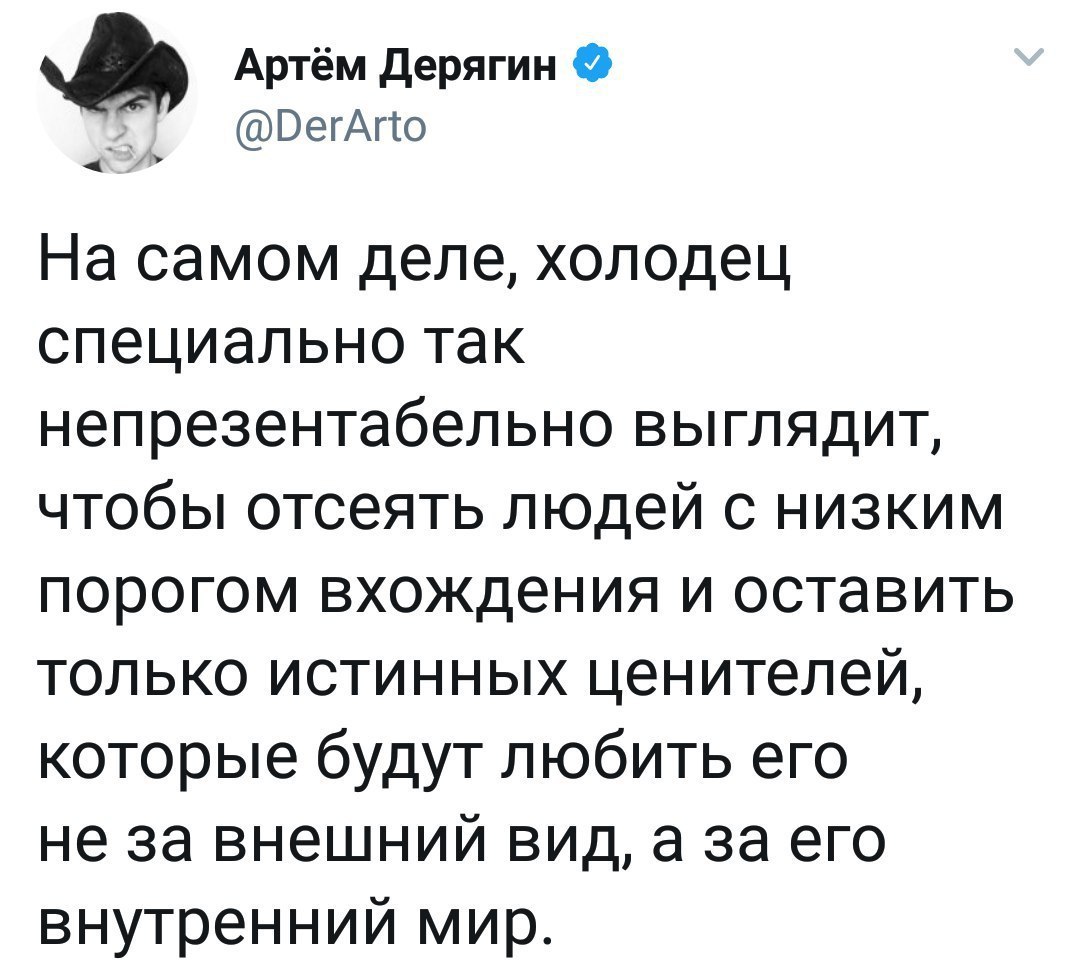 Артём Дерягин
@DerArto
На самом деле, холодец
специально так
непрезентабельно выглядит,
чтобы отсеять людей с низким
порогом вхождения и оставить
только истинных ценителей,
которые будут любить его
не за внешний вид, а за его
внутренний мир.